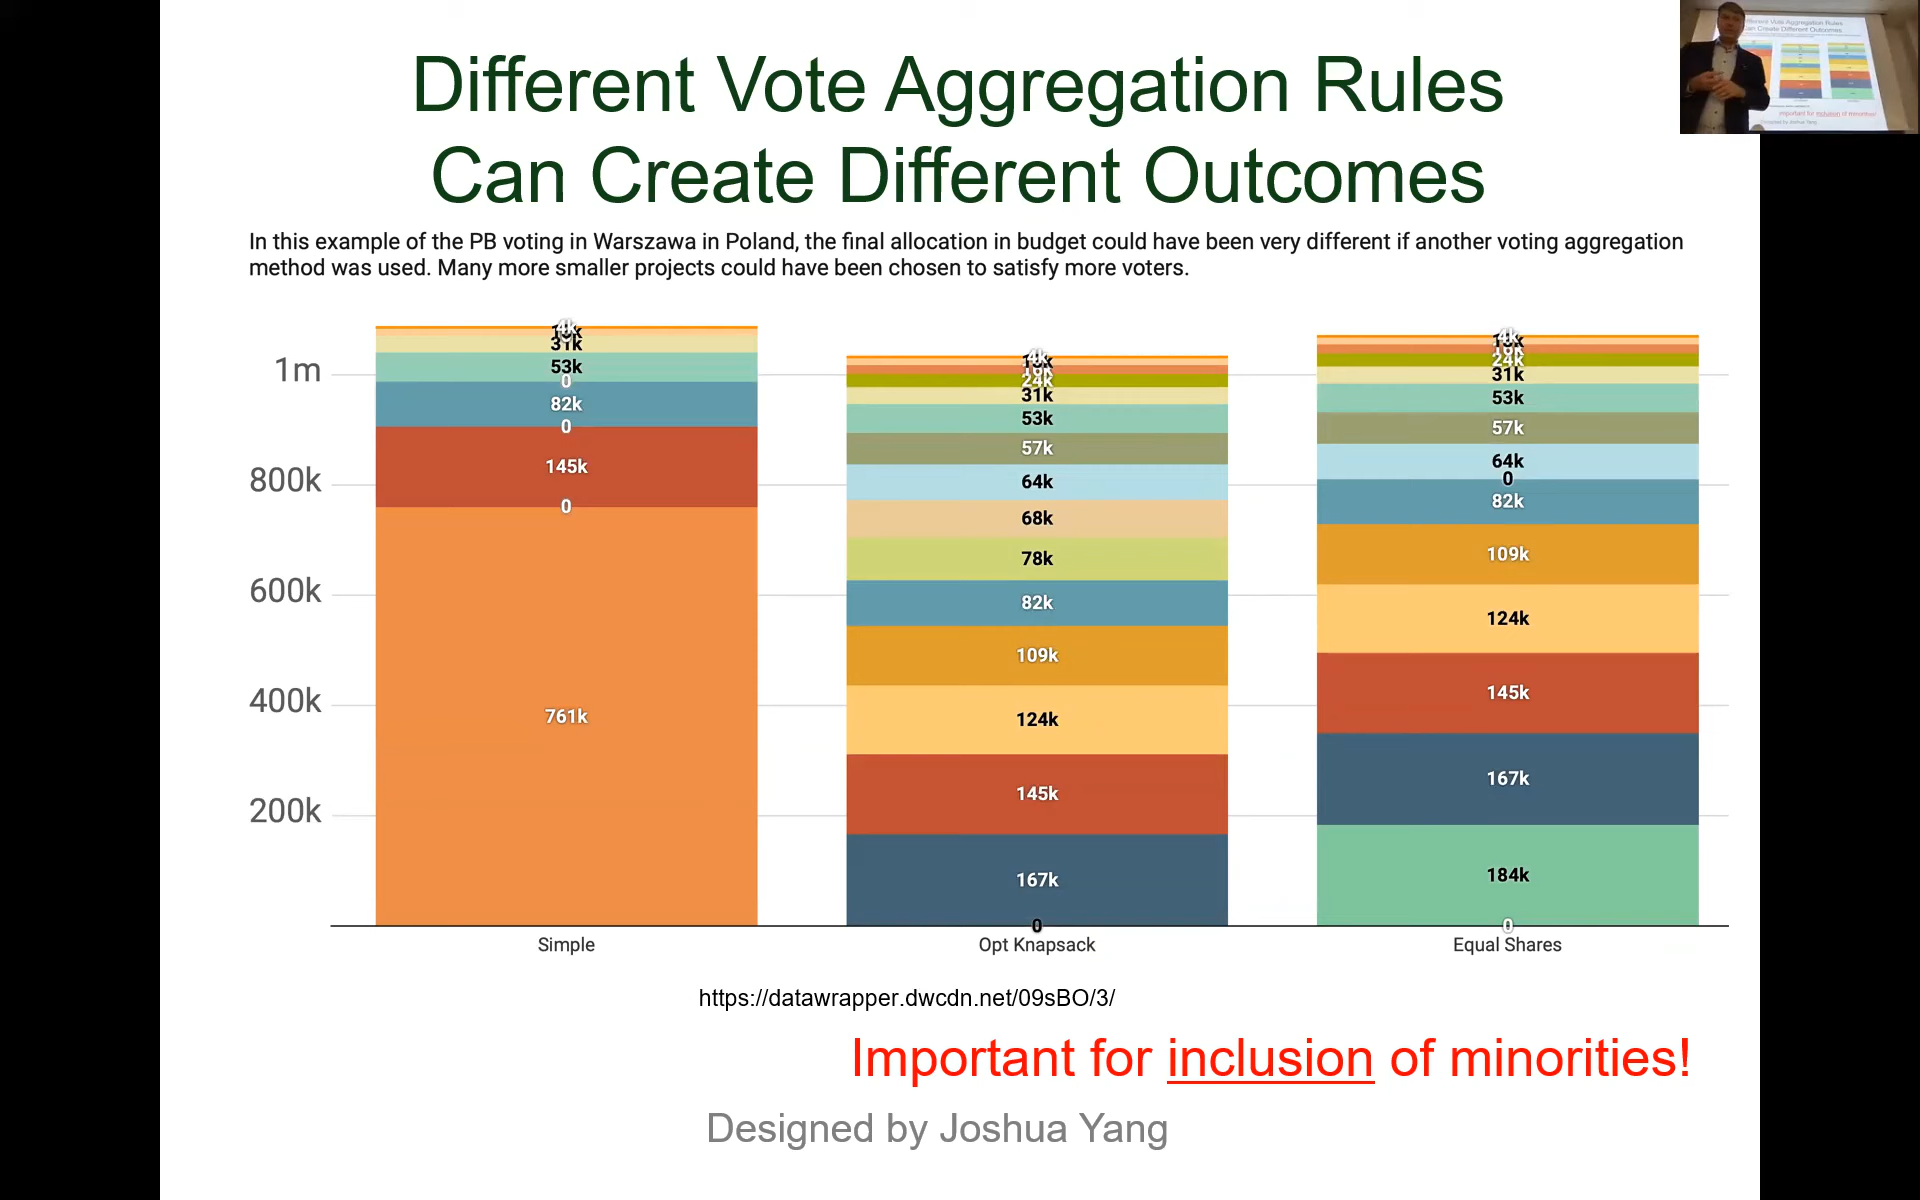 Different Vote Aggregation Rules
Can Create Different Outcomes
In this example of the PB voting in Warszawa in Poland, the final allocation in budget could have been very different if another voting aggregation
method was used. Many more smaller projects could have been chosen to satisfy more voters.
1m
800k
600k
400k
200k
4k
31k
53k
0
82k
0
145k
0
761k
Simple
4k
24k
31k
53k
57k
64k
68k
78k
82k
109k
124k
145k
167k
0
Opt Knapsack
4k
24k
31k
53k
57k
64k
0
82k
109k
124k
145k
167k
184k
0
Equal Shares
https://datawrapper.dwcdn.net/09sBO/3/
Important for inclusion of minorities!
Designed by Joshua Yang